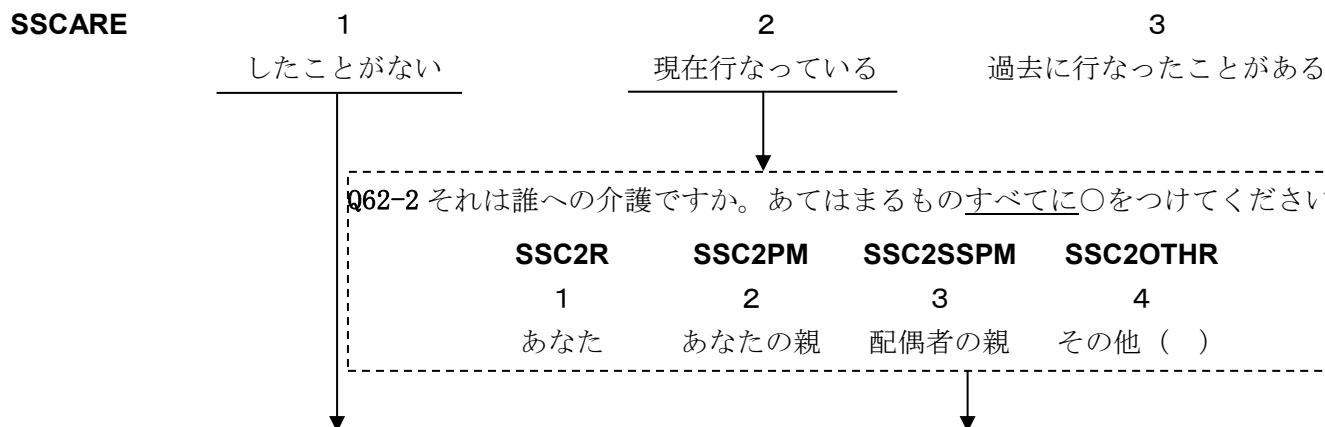 SSCARE 1 2 3
したことがない 現在行なっている 過去に行なったことがある
Q62-2 それは誰への介護ですか。あてはまるものすべてに○をつけてください
SSC2R SSC2PM SSC2SSPM SSC2OTHR
1 2 3 4
あなた あなたの親 配偶者の親 その他（ ）